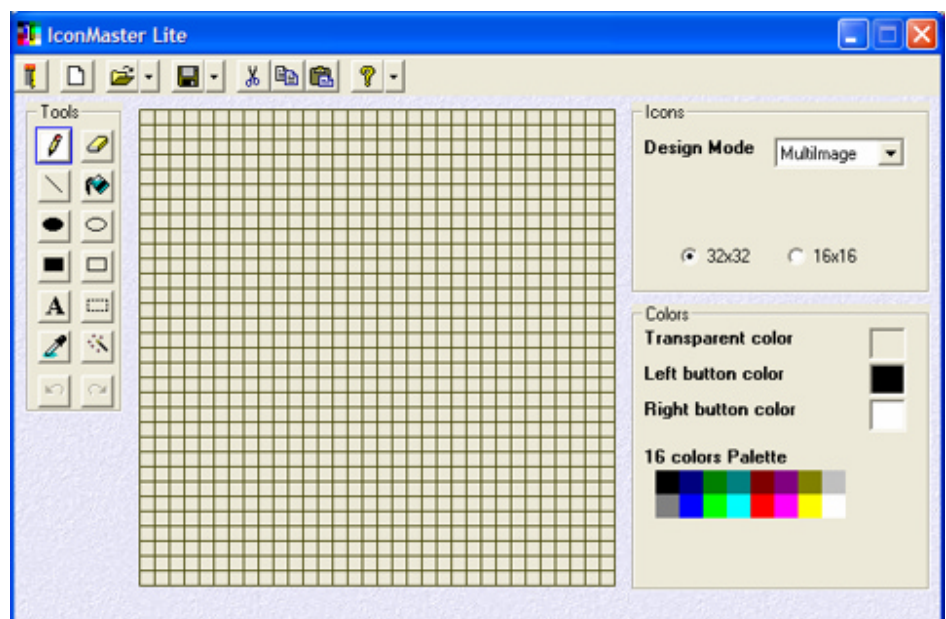 IconMaster Lite
Tools
A
Icons
Design Mode
MultiImage
32x32
16x16
Colors
Transparent color
Left button color
Right button color
16 colors Palette